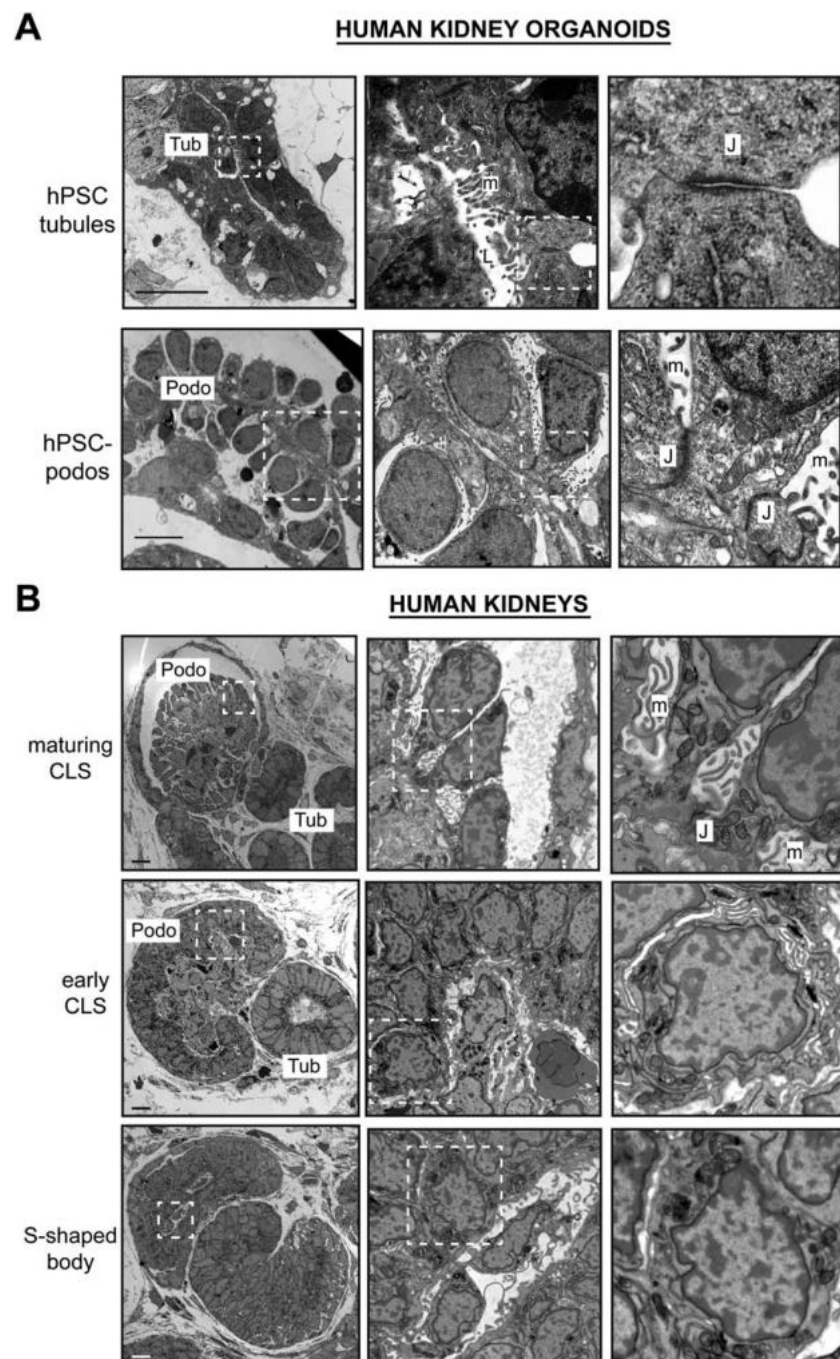 A
HUMAN KIDNEY ORGANOIDS
hPSC
tubules
Tub
m
L
J
hPSC-
podos
Podo
m
J
m
J
B
HUMAN KIDNEYS
maturing
CLS
Podo
Tub
m
J
m
early
CLS
Podo
Tub
S-shaped
body